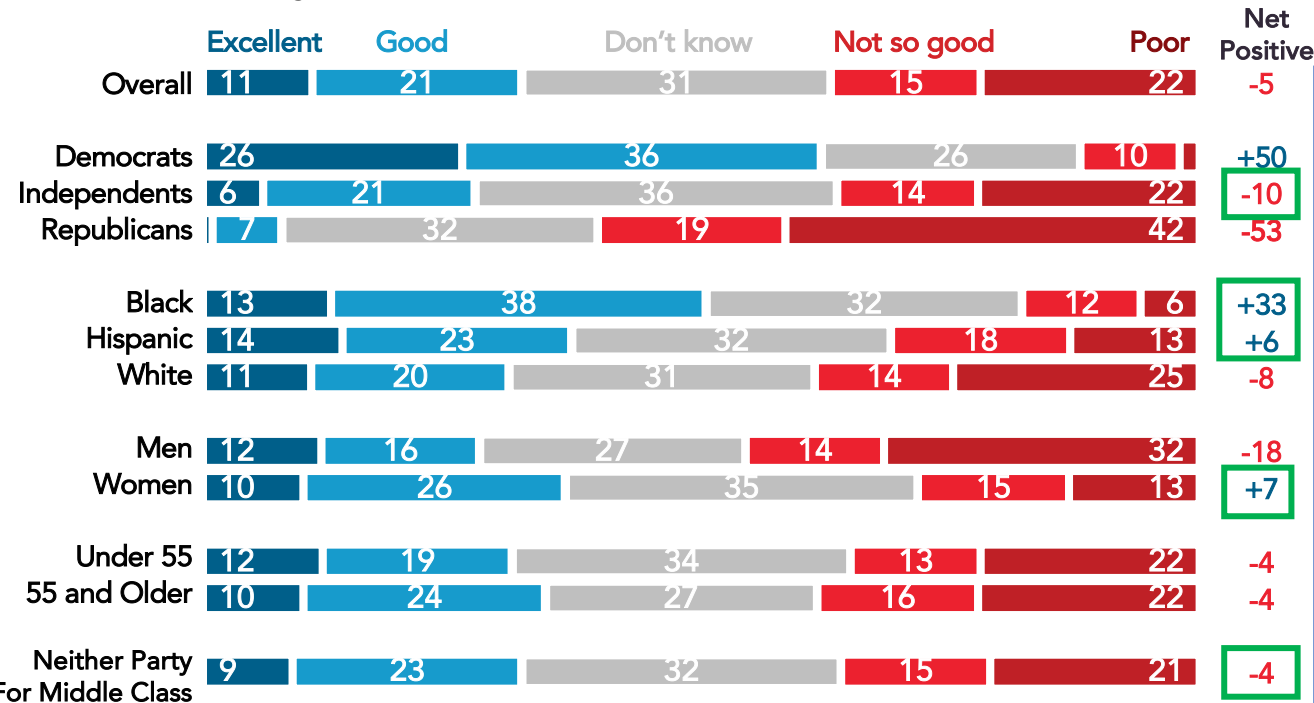 Net
Excellent Good Don't know Not so good Poor Positive
Overall 11 21 31 15 22 -5
Democrats 26 36 26 10 +50
Independents 6 21 36 14 22 -10
Republicans 7 32 19 42 -53
Black 13 38 32 12 6 +33
Hispanic 14 23 32 18 13 +6
White 11 20 31 14 25 -8
Men 12 16 27 14 32 -18
Women 10 26 35 15 13 +7
Under 55 12 19 34 13 22 -4
55 and Older 10 24 27 16 22 -4
Neither Party
For Middle Class 9 23 32 15 21 -4